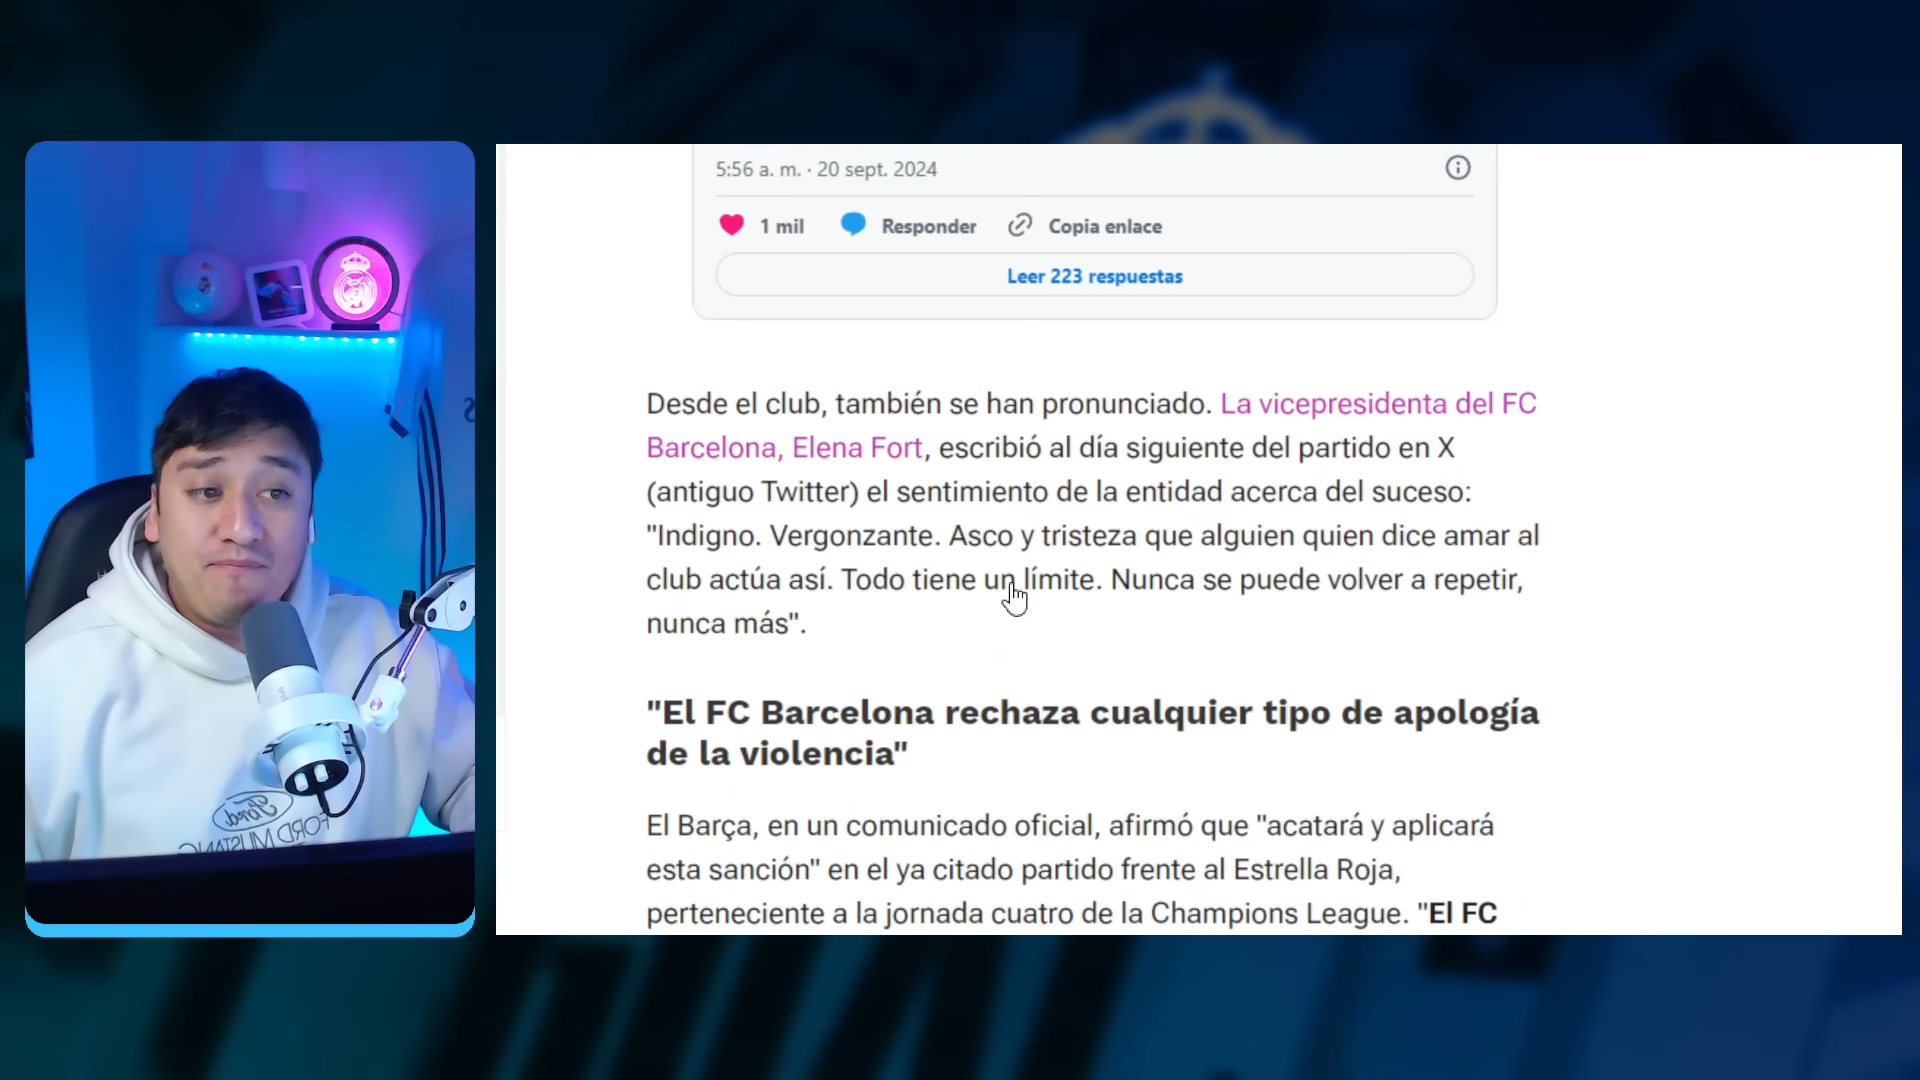 5:56 a. m. · 20 sept. 2024
1 mil Responder Copia enlace
Leer 223 respuestas
Desde el club, también se han pronunciado. La vicepresidenta del FC
Barcelona, Elena Fort, escribió al día siguiente del partido en X
(antiguo Twitter) el sentimiento de la entidad acerca del suceso:
"Indigno. Vergonzante. Asco y tristeza que alguien quien dice amar al
club actúa así. Todo tiene un límite. Nunca se puede volver a repetir,
nunca más".
"El FC Barcelona rechaza cualquier tipo de apología
de la violencia"
El Barça, en un comunicado oficial, afirmó que "acatará y aplicará
esta sanción" en el ya citado partido frente al Estrella Roja,
perteneciente a la jornada cuatro de la Champions League. "El FC
Ford
FORD MUSTANG